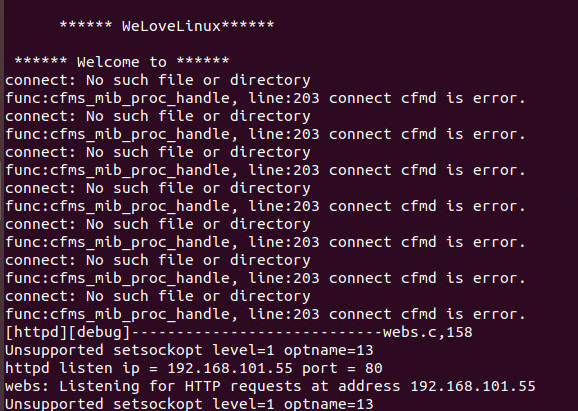 ****** WeLoveLinux******
****** Welcome to ******
connect: No such file or directory
func:cfms_mib_proc_handle, line:203 connect cfmd is error.
connect: No such file or directory
func:cfms_mib_proc_handle, line:203 connect cfmd is error.
connect: No such file or directory
func:cfms_mib_proc_handle, line:203 connect cfmd is error.
connect: No such file or directory
func:cfms_mib_proc_handle, line:203 connect cfmd is error.
connect: No such file or directory
func:cfms_mib_proc_handle, line:203 connect cfmd is error.
connect: No such file or directory
func:cfms_mib_proc_handle, line:203 connect cfmd is error.
connect: No such file or directory
func:cfms_mib_proc_handle, line:203 connect cfmd is error.
[httpd][debug]----------------------------webs.c,158
Unsupported setsockopt level=1 optname=13
httpd listen ip = 192.168.101.55 port = 80
webs: Listening for HTTP requests at address 192.168.101.55
Unsupported setsockopt level=1 optname=13